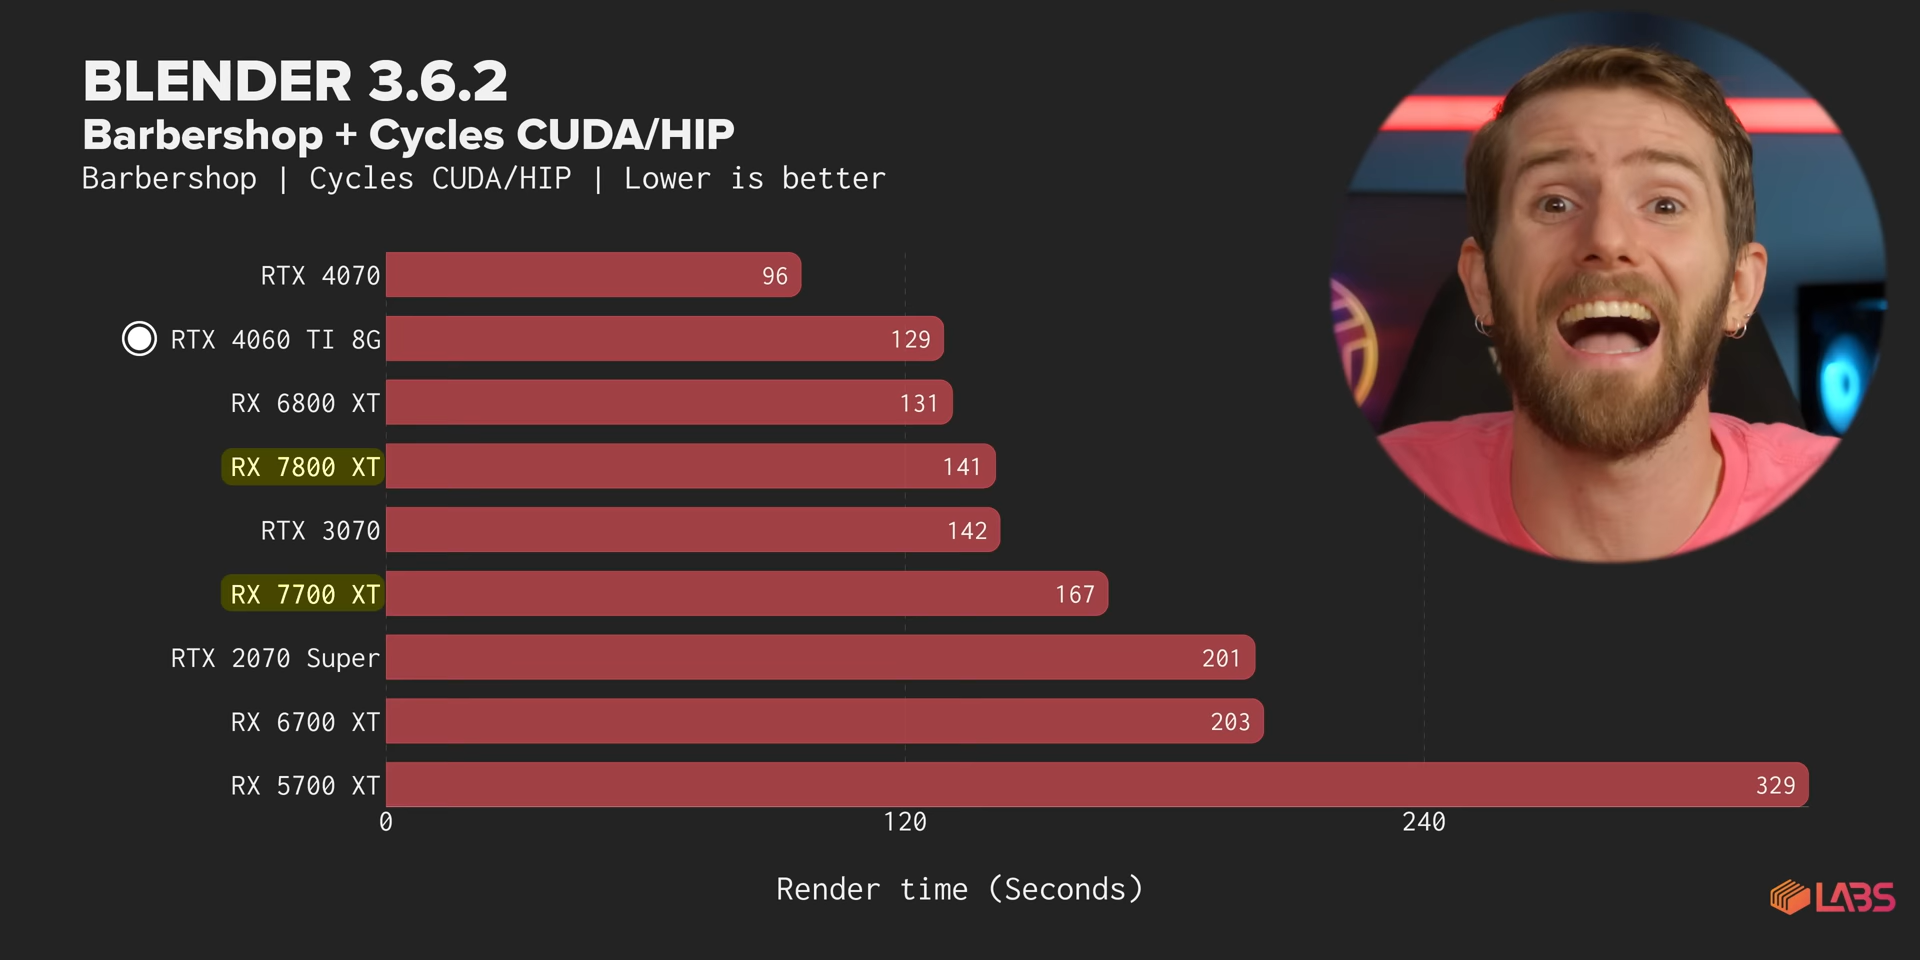 BLENDER 3.6.2
Barbershop + Cycles CUDA/HIP
Barbershop | Cycles CUDA/HIP | Lower is better
RTX 4070 96
RTX 4060 TI 8G 129
RX 6800 XT 131
RX 7800 XT 141
RTX 3070 142
RX 7700 XT 167
RTX 2070 Super 201
RX 6700 XT 203
RX 5700 XT 329
0 120 240
Render time (Seconds)
LABS